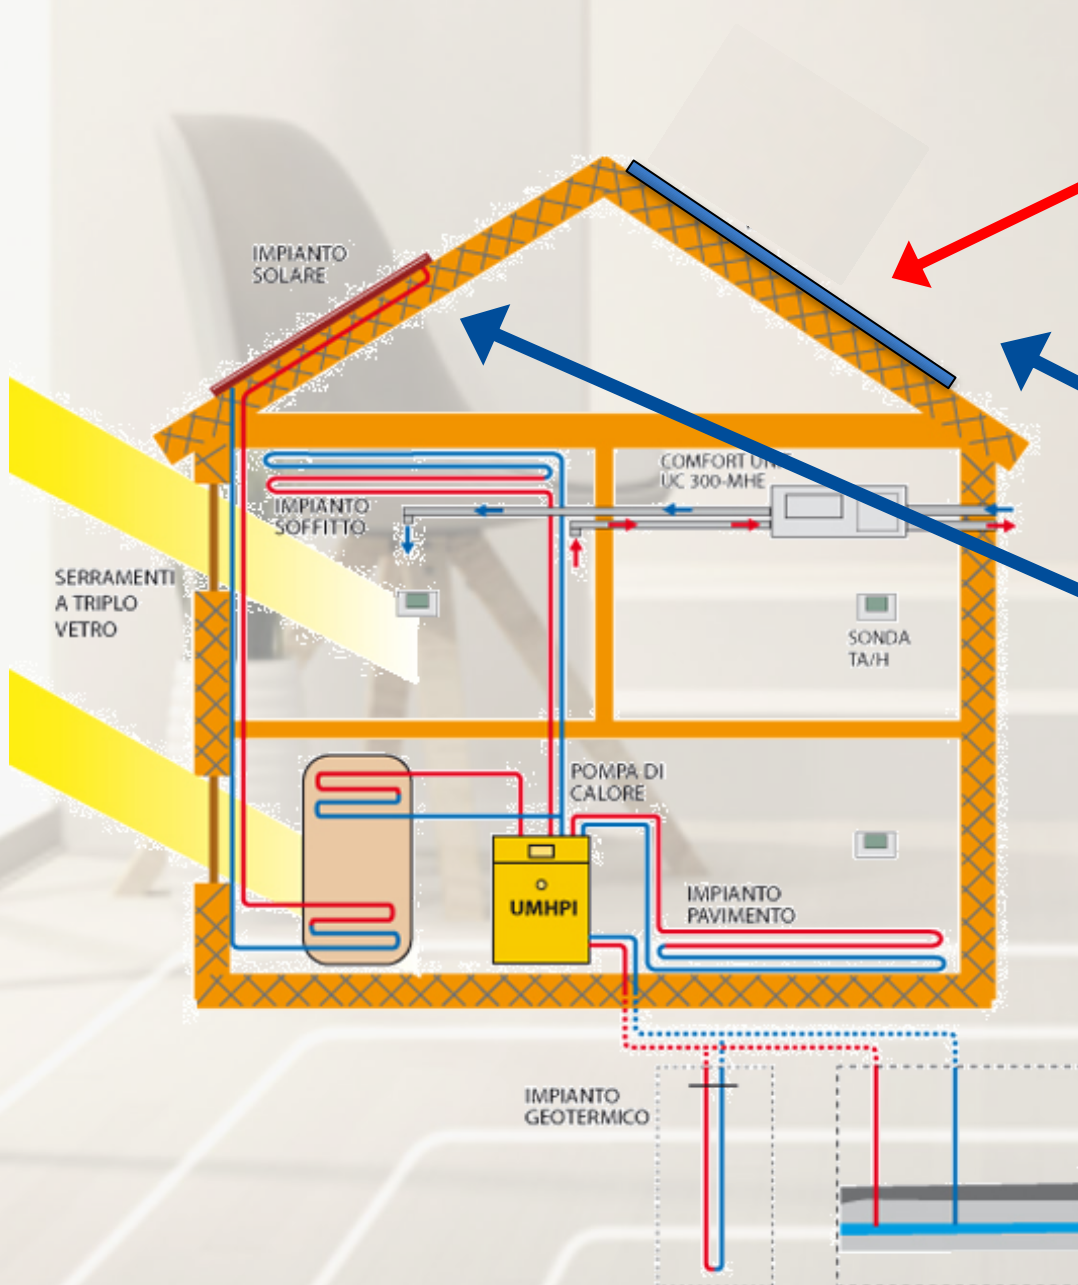 IMPIANTO
SOLARE
COMFORT UNIT
UC 300-MHE
IMPIANTO
SOFFITTO
SERRAMENTI
A TRIPLO
VETRO
SONDA
TA/H
POMPA DI
CALORE
UMHPI
IMPIANTO
PAVIMENTO
IMPIANTO
GEOTERMICO